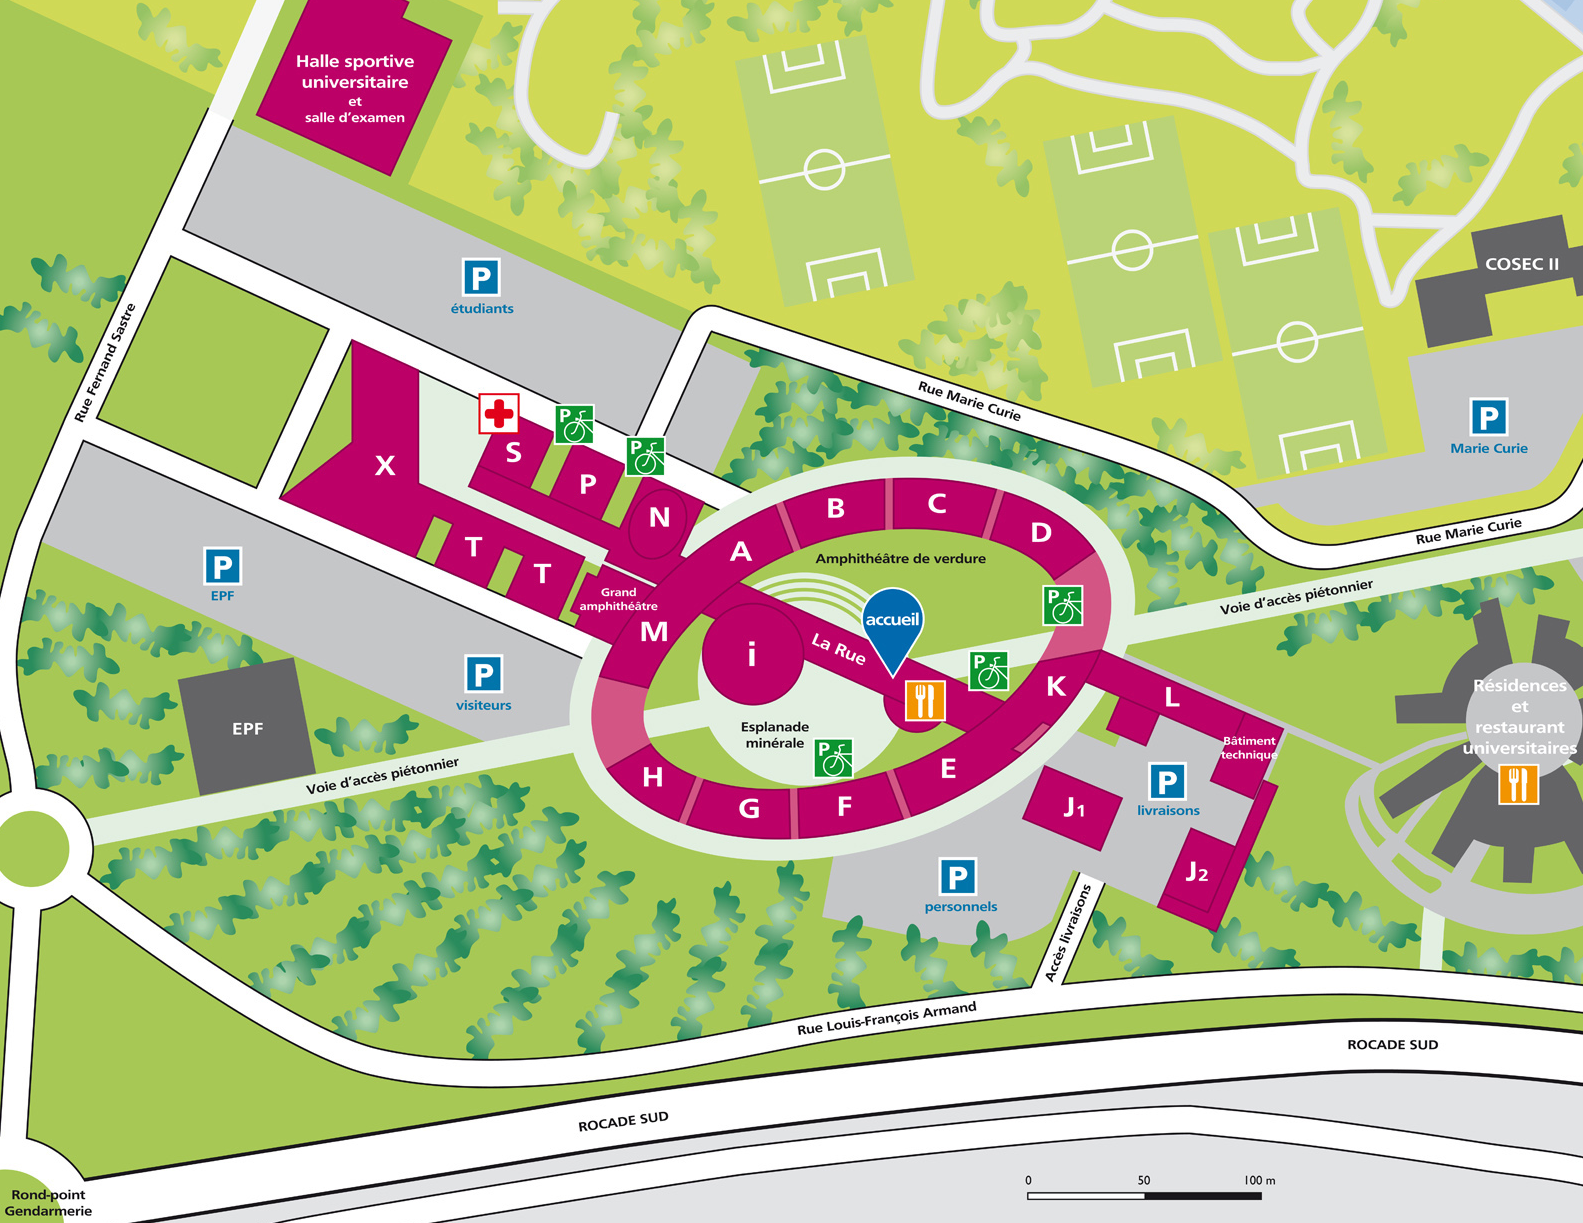 Halle sportive
universitaire
et
salle d'examen
P
étudiants
COSEC II
Rue Fernand Sastre
Rue Marie Curie
P
Marie Curie
X
S
P
P
P
N
T
T
Grand
amphithéâtre
M
A
B
C
D
Amphithéâtre de verdure
Rue Marie Curie
Voie d'accès piétonnier
P
EPF
P
visiteurs
EPF
Voie d'accès piétonnier
i
La Rue
accueil
P
P
K
L
Esplanade
minérale
P
H
G
F
E
Bâtiment
technique
P
livraisons
J1
J2
Résidences
et
restaurant
universitaires
P
personnels
Accès livraisons
Rue Louis-François Armand
ROCADE SUD
ROCADE SUD
Rond-point
Gendarmerie
0 50 100 m